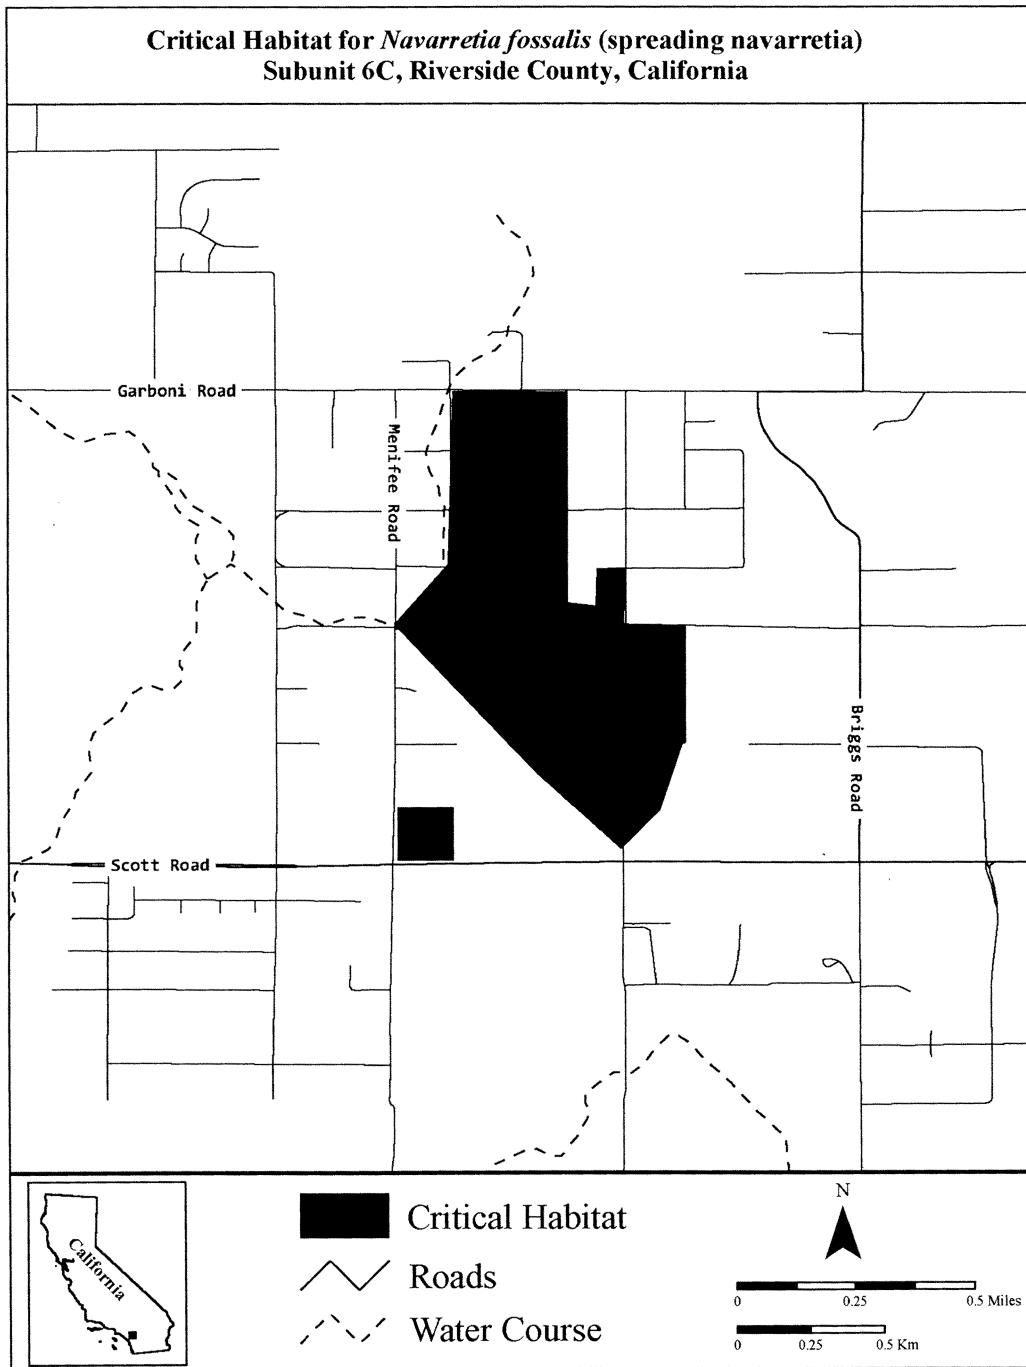 Critical Habitat for Navarretia fossalis (spreading navarretia)
Subunit 6C, Riverside County, California
Garboni Road
Menifee Road
Briggs Road
Scott Road
California
Critical Habitat
Roads
Water Course
N
0 0.25 0.5 Miles
0 0.25 0.5 Km